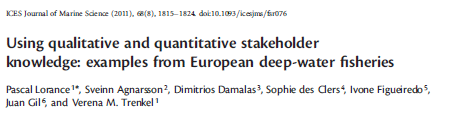 ICES Journal of Marine Science (2011), 68(8), 1815–1824. doi:10.1093/icesjms/fsr076
Using qualitative and quantitative stakeholder
knowledge: examples from European deep-water fisheries
Pascal Lorance1*, Sveinn Agnarsson2, Dimitrios Damalas3, Sophie des Clers4, Ivone Figueiredo5,
Juan Gil6, and Verena M. Trenkel1